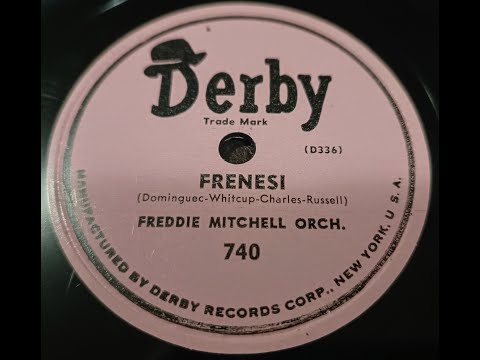 Derby
Trade Mark
(D336)
FRENESI
(Dominguec-Whitcup-Charles-Russell)
FREDDIE MITCHELL ORCH.
740
MANUFACTURED BY DERBY RECORDS CORP., NEW YORK, U. S. A.